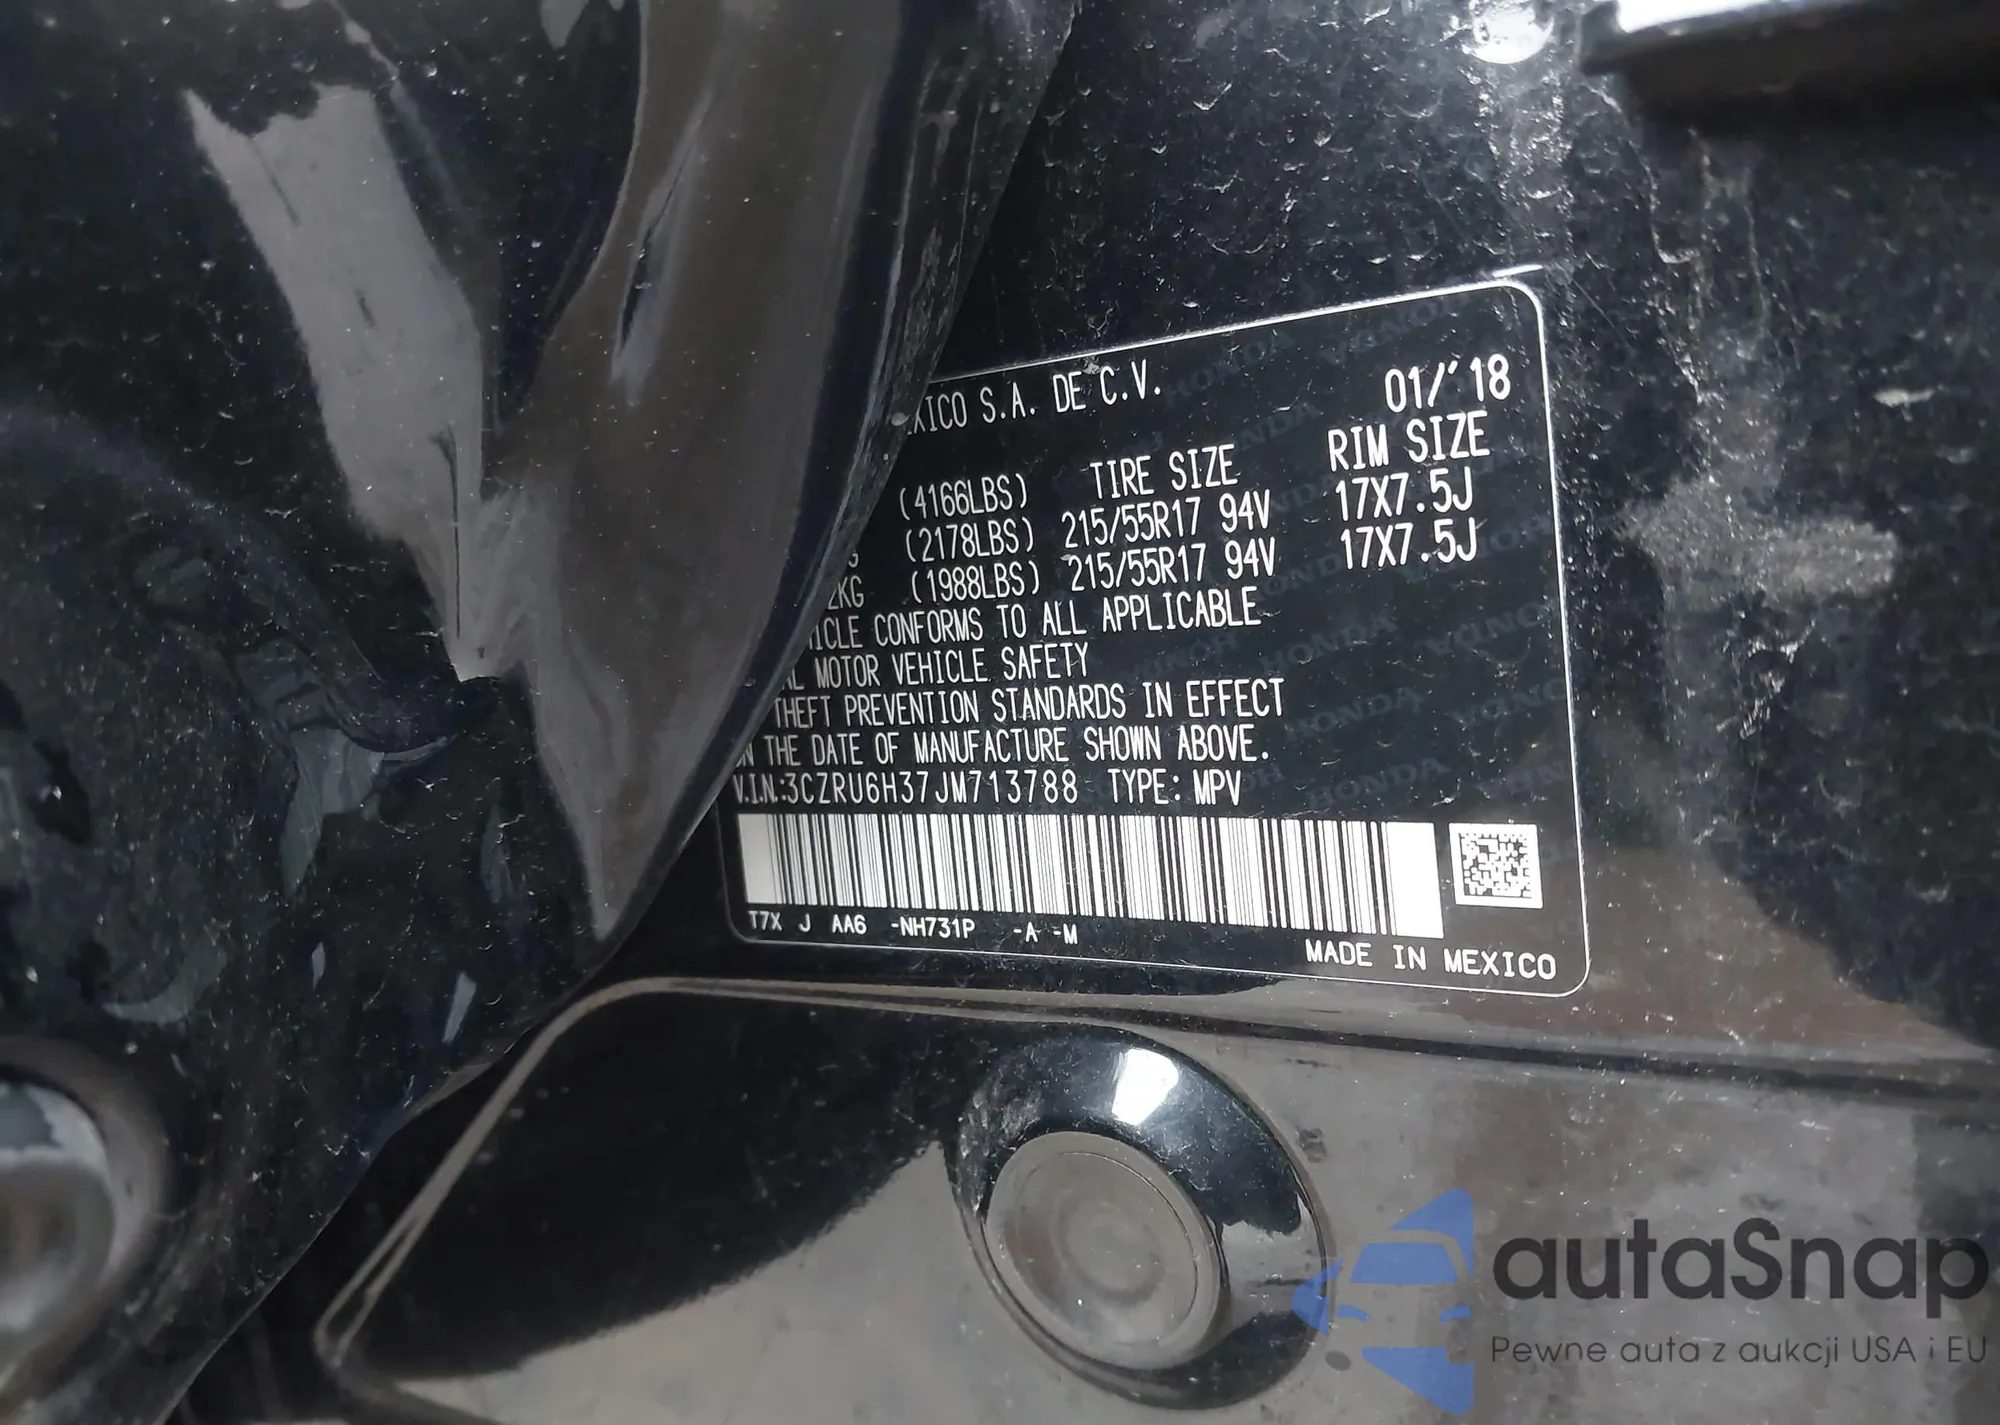 S.A. DE C.V. 01/'18
TIRE SIZE RIM SIZE
(4166LBS)
(2178LBS) 215/55R17 94V 17X7.5J
2KG (1988LBS) 215/55R17 94V 17X7.5J
CONFORMS TO ALL APPLICABLE
MOTOR VEHICLE SAFETY
THEFT PREVENTION STANDARDS IN EFFECT
THE DATE OF MANUFACTURE SHOWN ABOVE.
V.I.N.:3CZRU6H37JM713788 TYPE: MPV
T7X J AA6 -NH731P -A -M
MADE IN MEXICO
autaSnap
Pewne auta z aukcji USA i EU